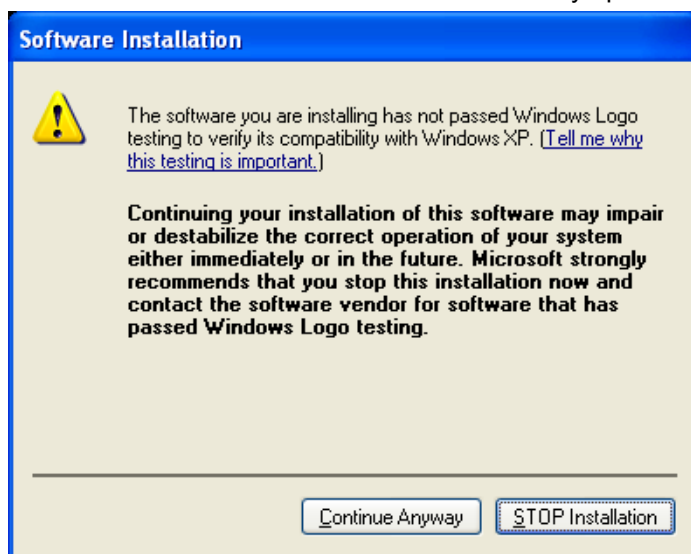 Software Installation
The software you are installing has not passed Windows Logo
testing to verify its compatibility with Windows XP. (Tell me why
this testing is important.)
Continuing your installation of this software may impair
or destabilize the correct operation of your system
either immediately or in the future. Microsoft strongly
recommends that you stop this installation now and
contact the software vendor for software that has
passed Windows Logo testing.
Continue Anyway
STOP Installation